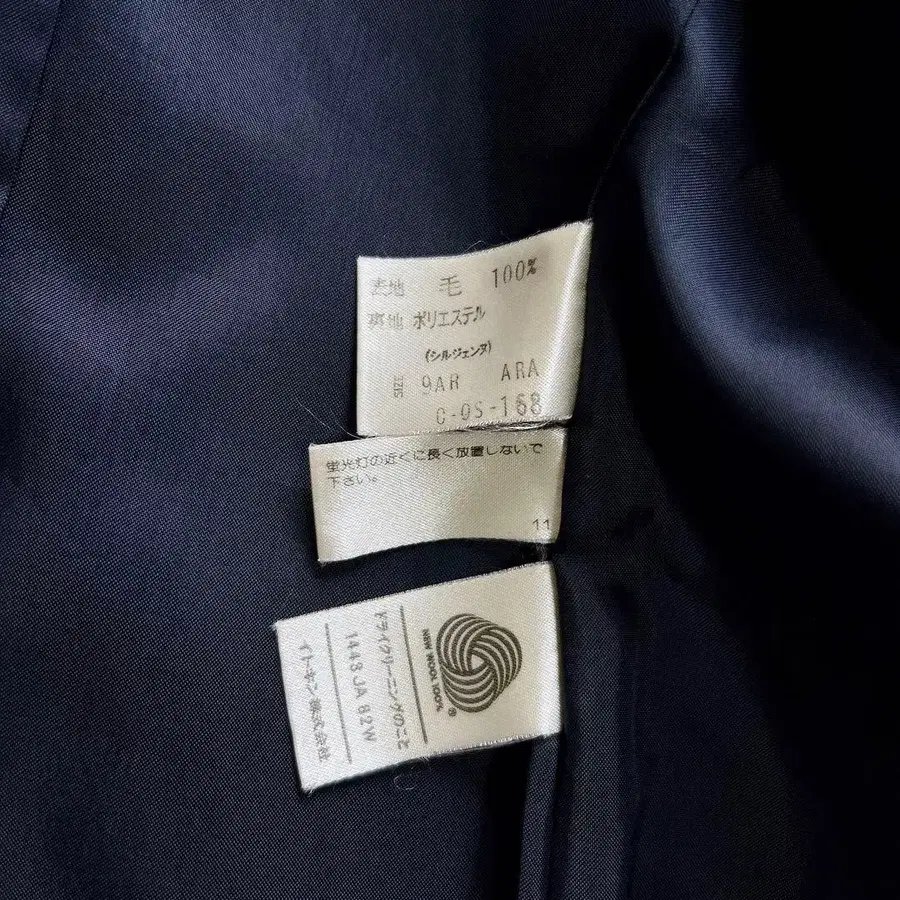 表地 毛 100%
裏地 ポリエステル
(シルジェンヌ)
SIZE 9AR ARA
C-OS-168
蛍光灯の近くに長く放置しないで
下さい。
11
NEW WOOL 100%
®
ドライクリーニングのこと
1443 JA 82W
イトキン株式会社